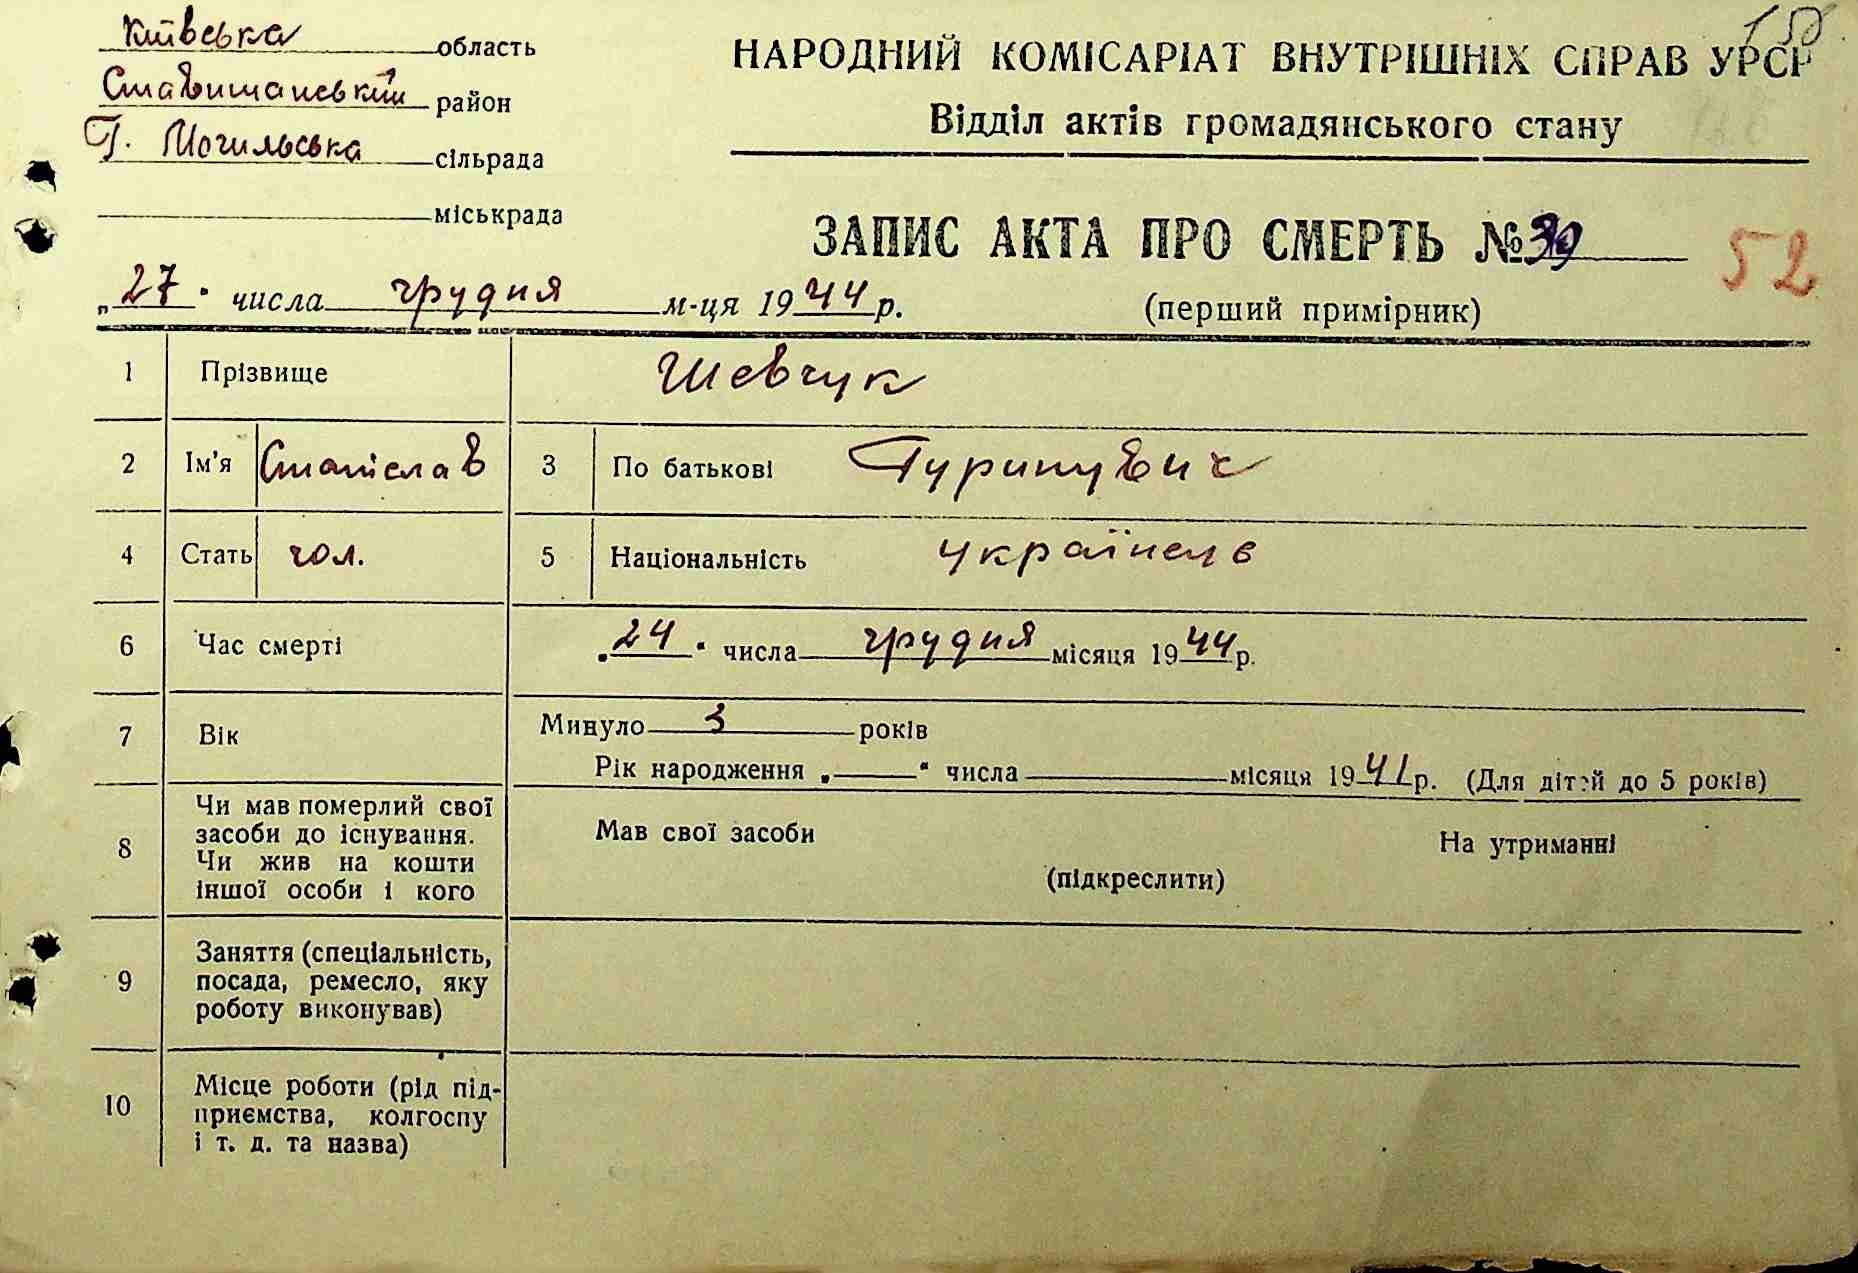 Київська область
Ставищанський район
Г. Могильська сільрада
міськрада
150
НАРОДНИЙ КОМІСАРІАТ ВНУТРІШНІХ СПРАВ УРСР
Відділ актів громадянського стану
ЗАПИС АКТА ПРО СМЕРТЬ № 39
52
„27" числа грудня м-ця 1944 р.
(перший примірник)
1 Прізвище Шевчук
2 Ім'я Станіслав 3 По батькові
4 Стать чол. 5 Національність українець
6 Час смерті „24" числа грудня місяця 1944 р.
7 Вік Минуло 3 років
Рік народження „ " числа місяця 1941 р. (Для дітей до 5 років)
8 Чи мав померлий свої
засоби до існування.
Чи жив на кошти
іншої особи і кого
Мав свої засоби На утриманні
(підкреслити)
9 Заняття (спеціальність,
посада, ремесло, яку
роботу виконував)
10 Місце роботи (рід під-
приємства, колгоспу
і т. д. та назва)